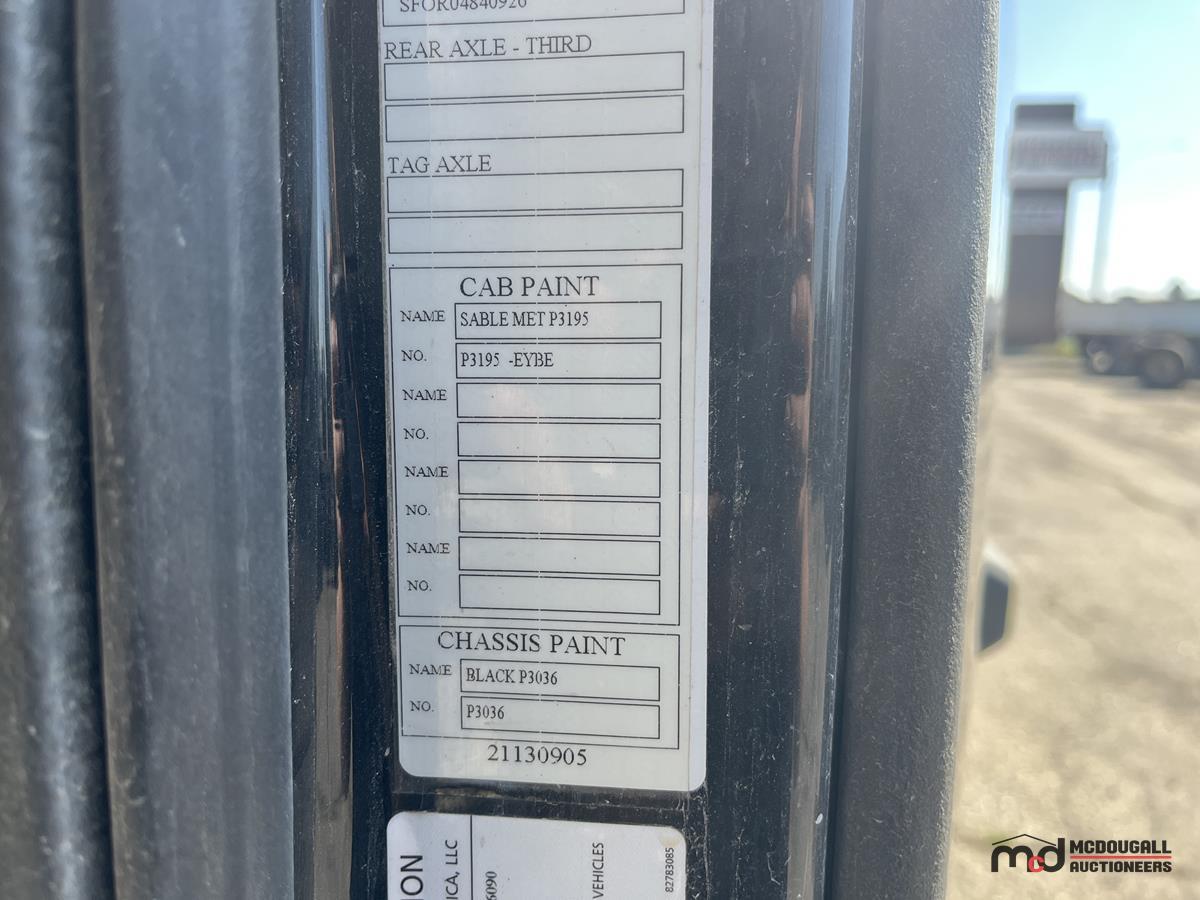 SFOR04840926
REAR AXLE - THIRD
TAG AXLE
CAB PAINT
NAME SABLE MET P3195
NO. P3195 -EYBE
NAME
NO.
NAME
NO.
NAME
NO.
CHASSIS PAINT
NAME BLACK P3036
NO. P3036
21130905
ION
ICA, LLC
6090
VEHICLES
82783085
mcd MCDOUGALL
AUCTIONEERS